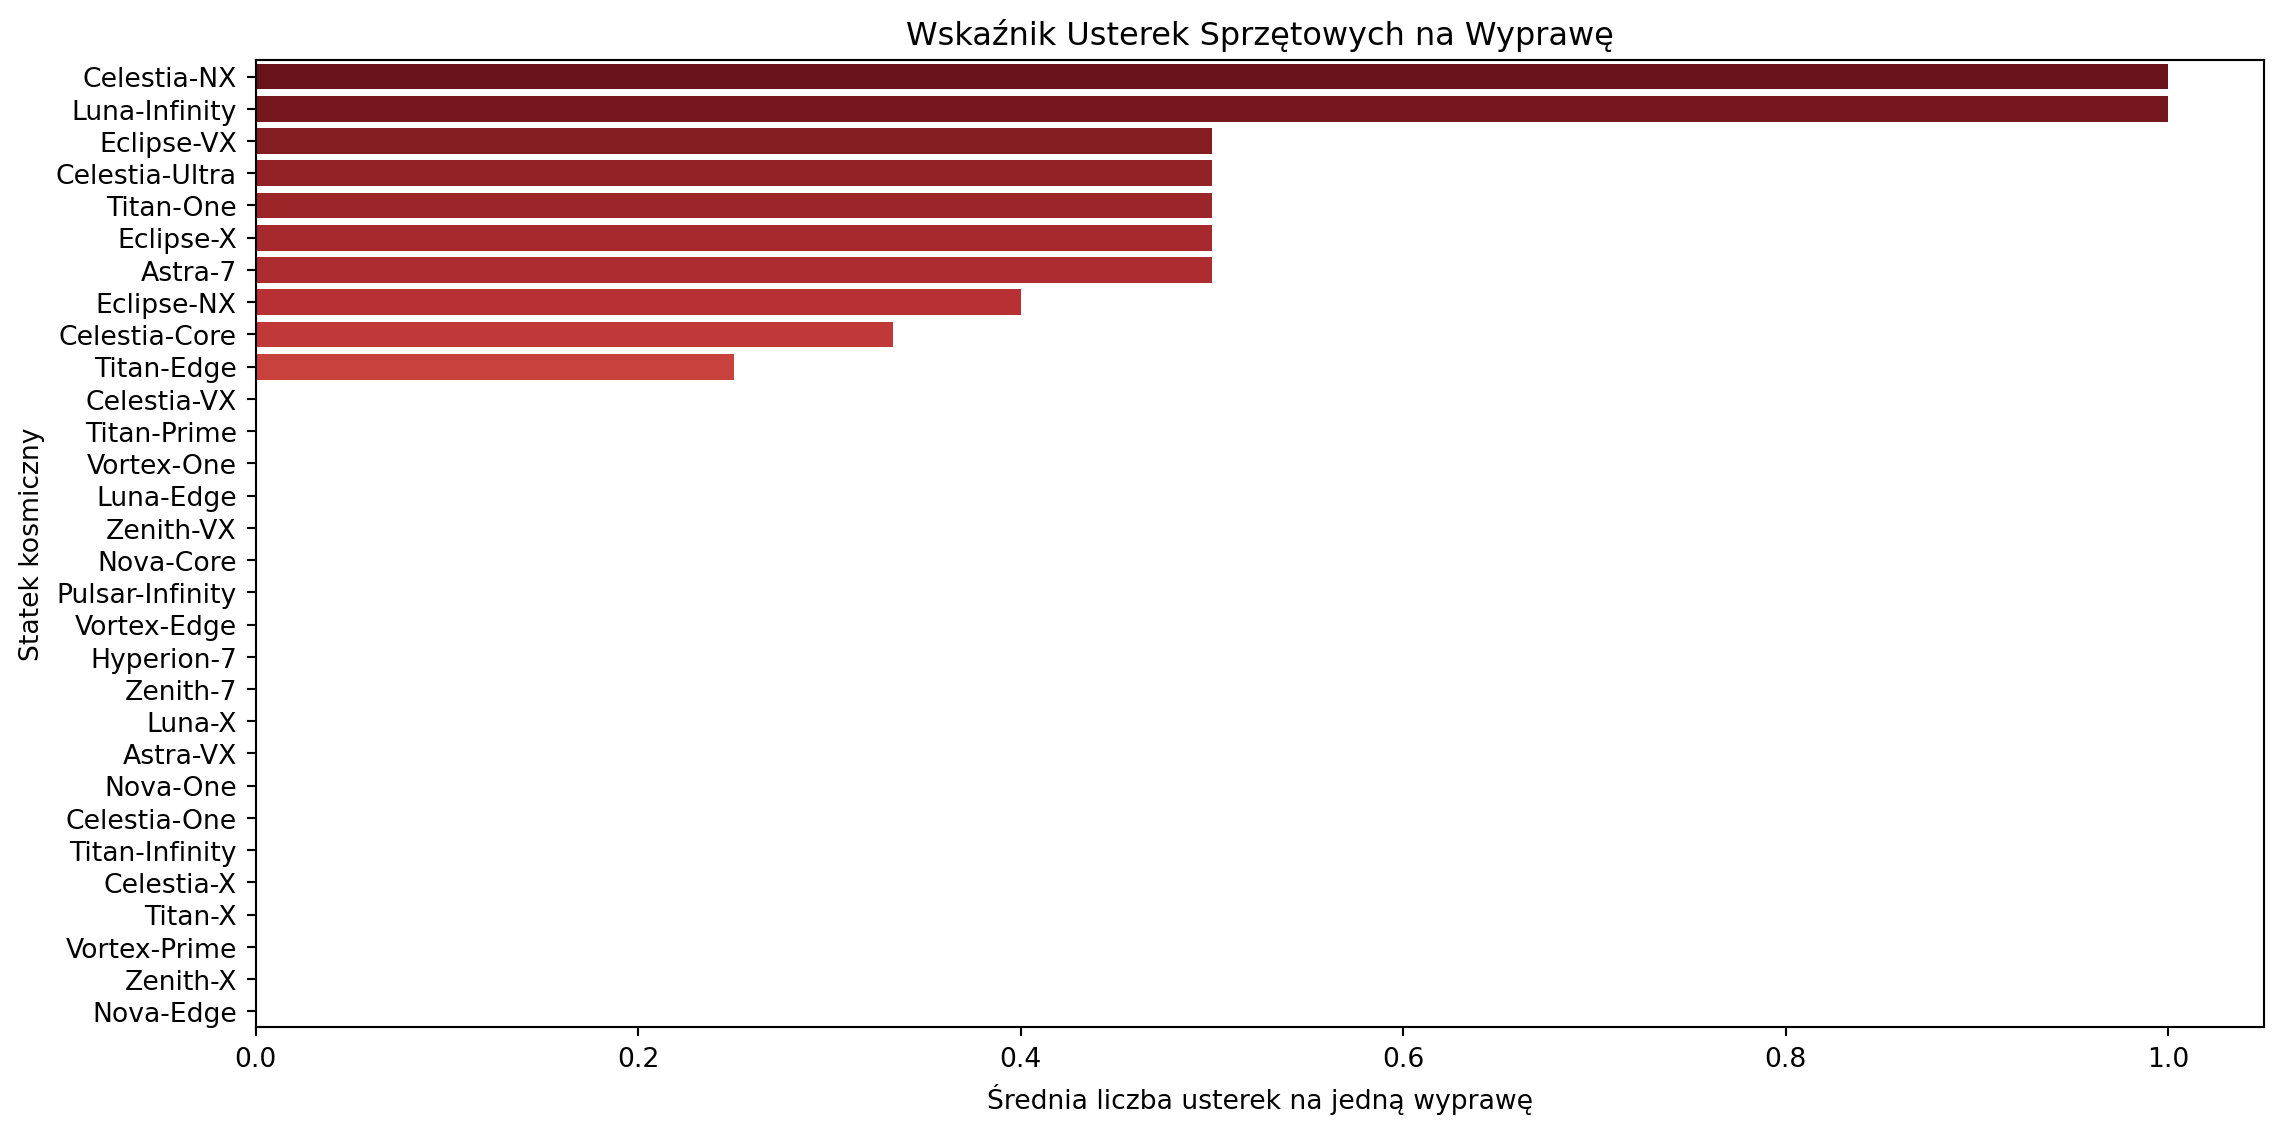 Wskaźnik Usterek Sprzętowych na Wyprawę
Statek kosmiczny
Celestia-NX
Luna-Infinity
Eclipse-VX
Celestia-Ultra
Titan-One
Eclipse-X
Astra-7
Eclipse-NX
Celestia-Core
Titan-Edge
Celestia-VX
Titan-Prime
Vortex-One
Luna-Edge
Zenith-VX
Nova-Core
Pulsar-Infinity
Vortex-Edge
Hyperion-7
Zenith-7
Luna-X
Astra-VX
Nova-One
Celestia-One
Titan-Infinity
Celestia-X
Titan-X
Vortex-Prime
Zenith-X
Nova-Edge
0.0 0.2 0.4 0.6 0.8 1.0
Średnia liczba usterek na jedną wyprawę